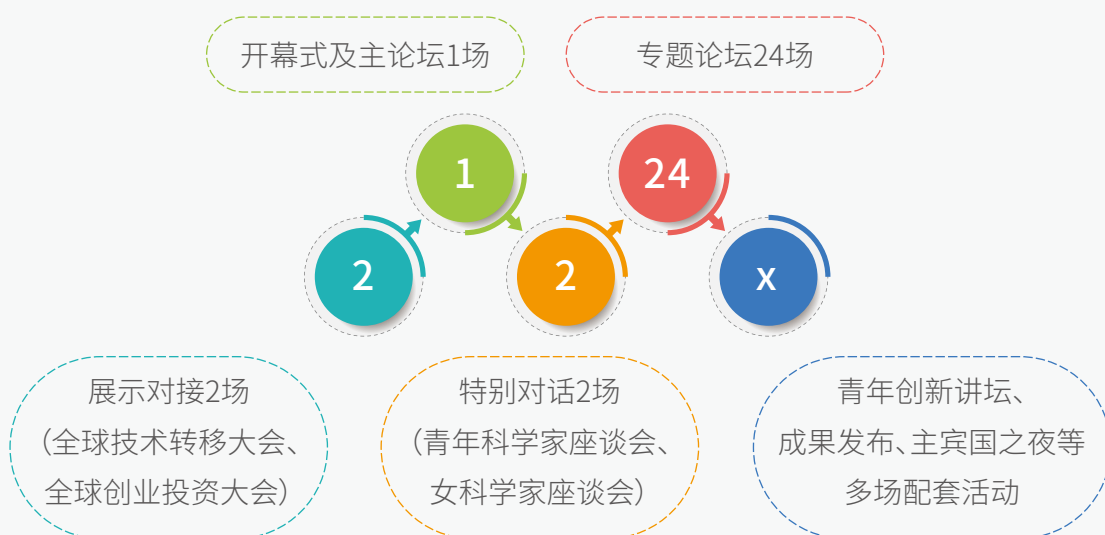 开幕式及主论坛1场
专题论坛24场
1
24
2
2
x
展示对接2场
（全球技术转移大会、
全球创业投资大会）
特别对话2场
（青年科学家座谈会、
女科学家座谈会）
青年创新讲坛、
成果发布、主宾国之夜等
多场配套活动